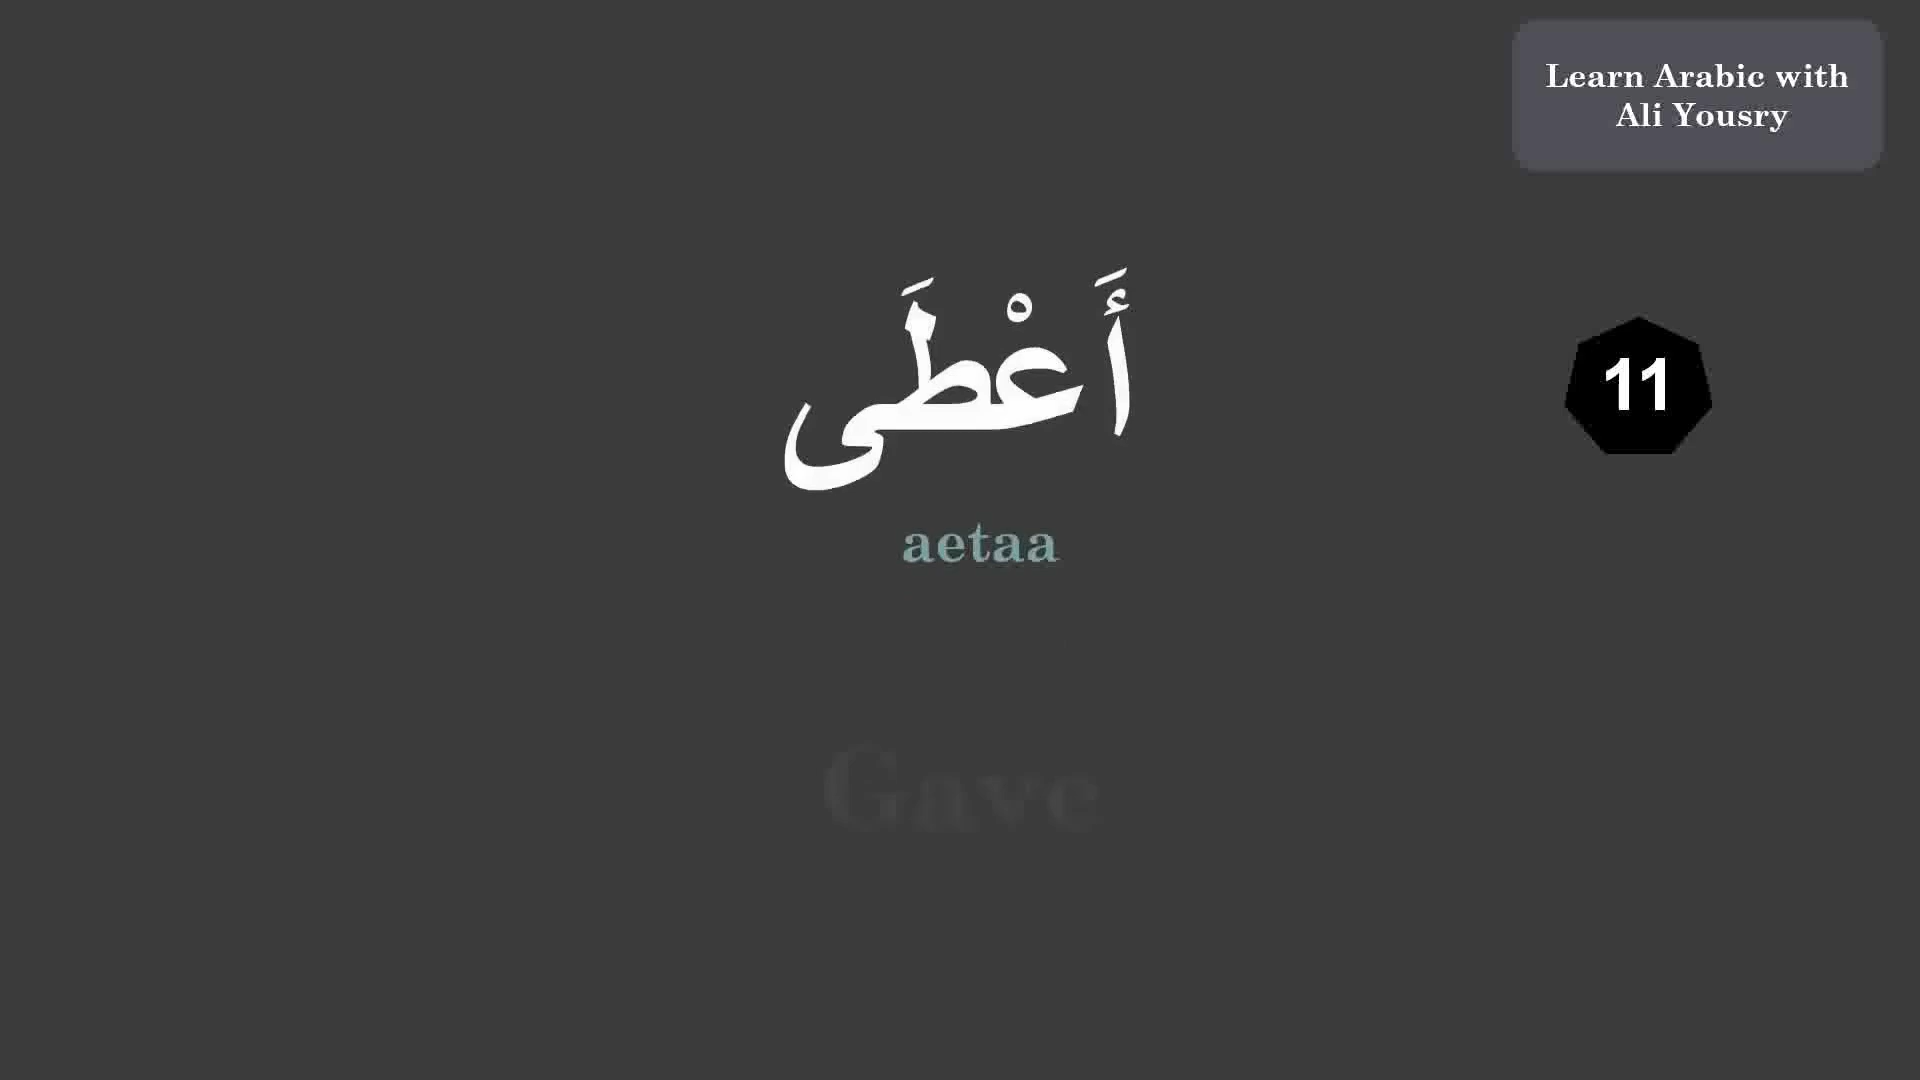 Learn Arabic with
Ali Yousry
أَعْطَى
11
aetaa
Gave